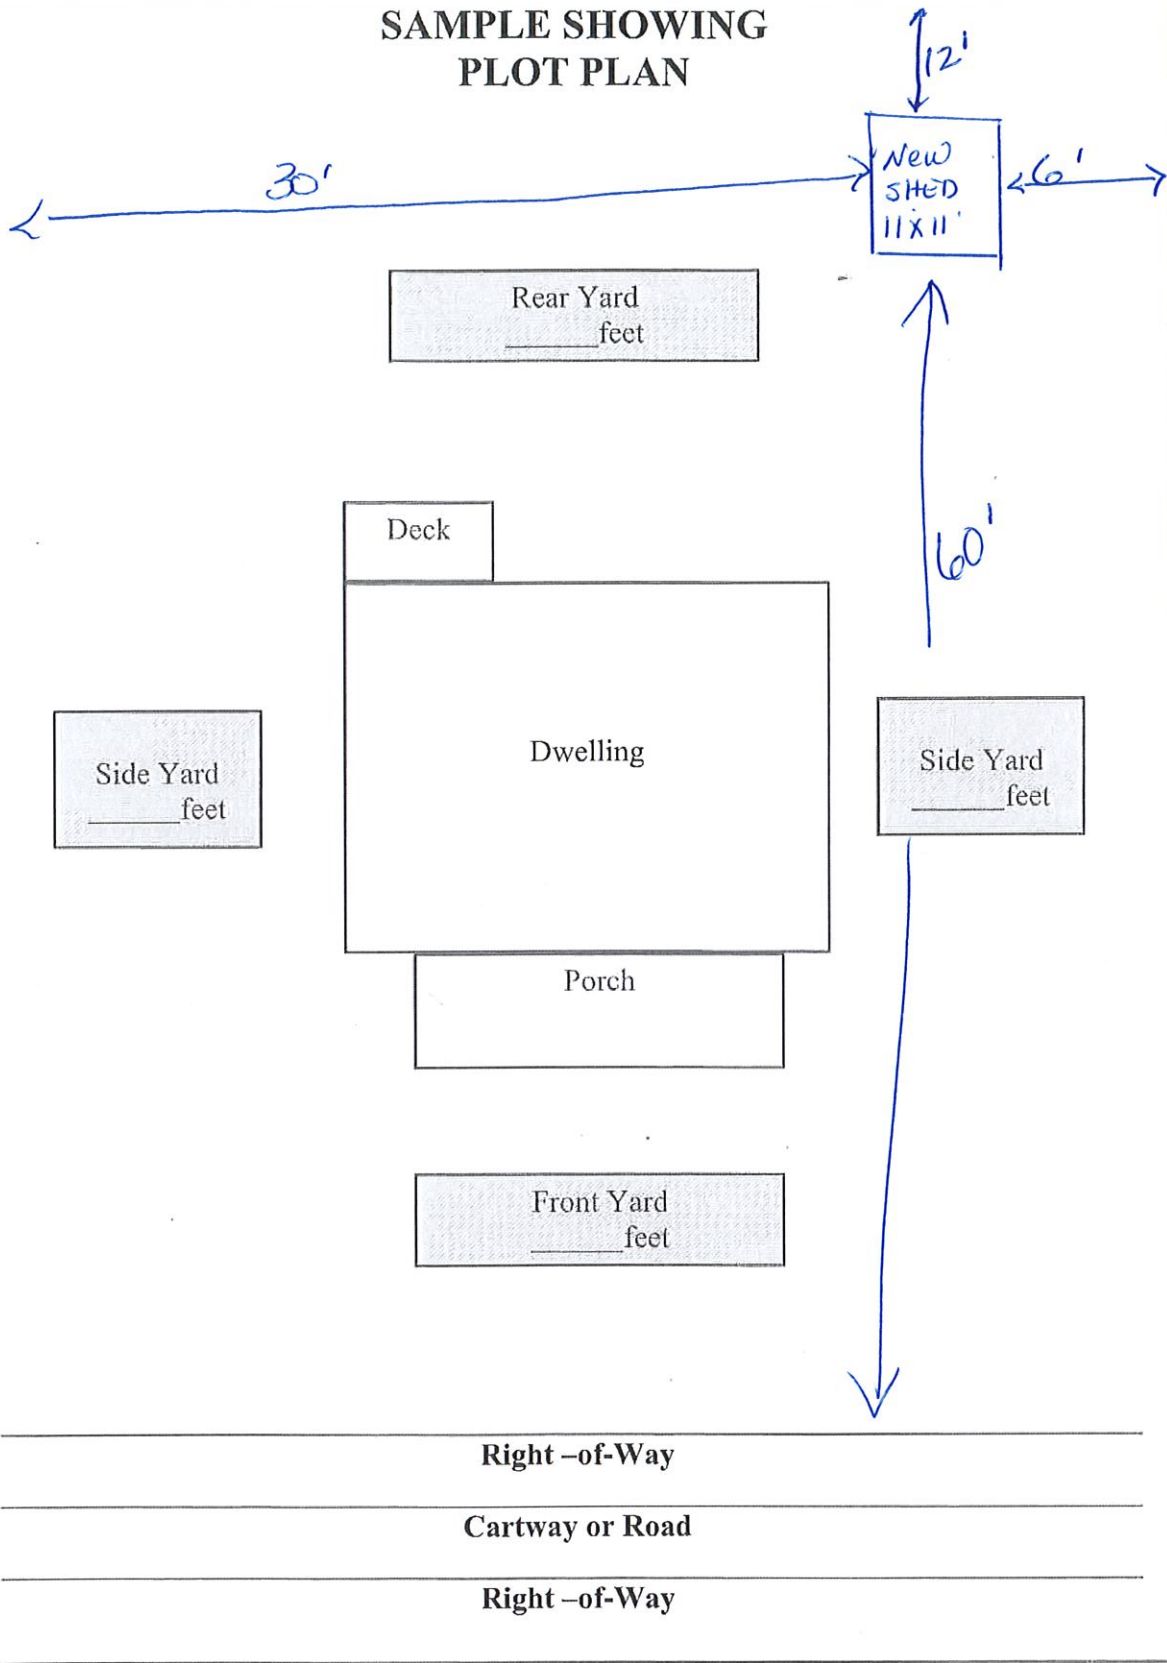 SAMPLE SHOWING
PLOT PLAN
12'
30'
New
SHED
11x11'
6'
Rear Yard
______feet
Deck
60'
Dwelling
Side Yard
______feet
Side Yard
______feet
Porch
Front Yard
______feet
Right –of-Way
Cartway or Road
Right –of-Way